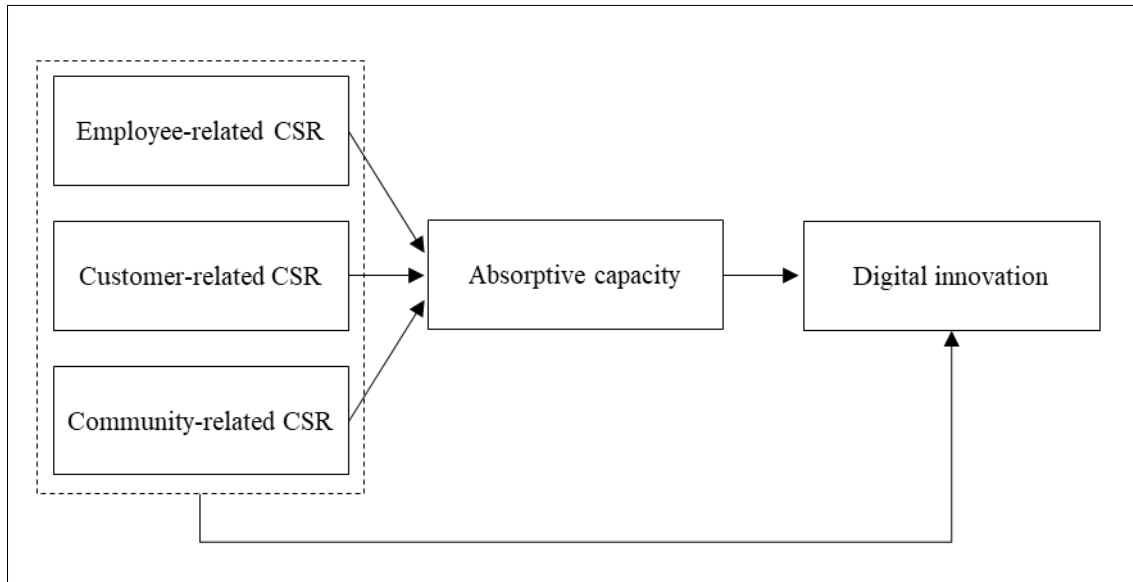 Employee-related CSR
Customer-related CSR
Absorptive capacity
Digital innovation
Community-related CSR